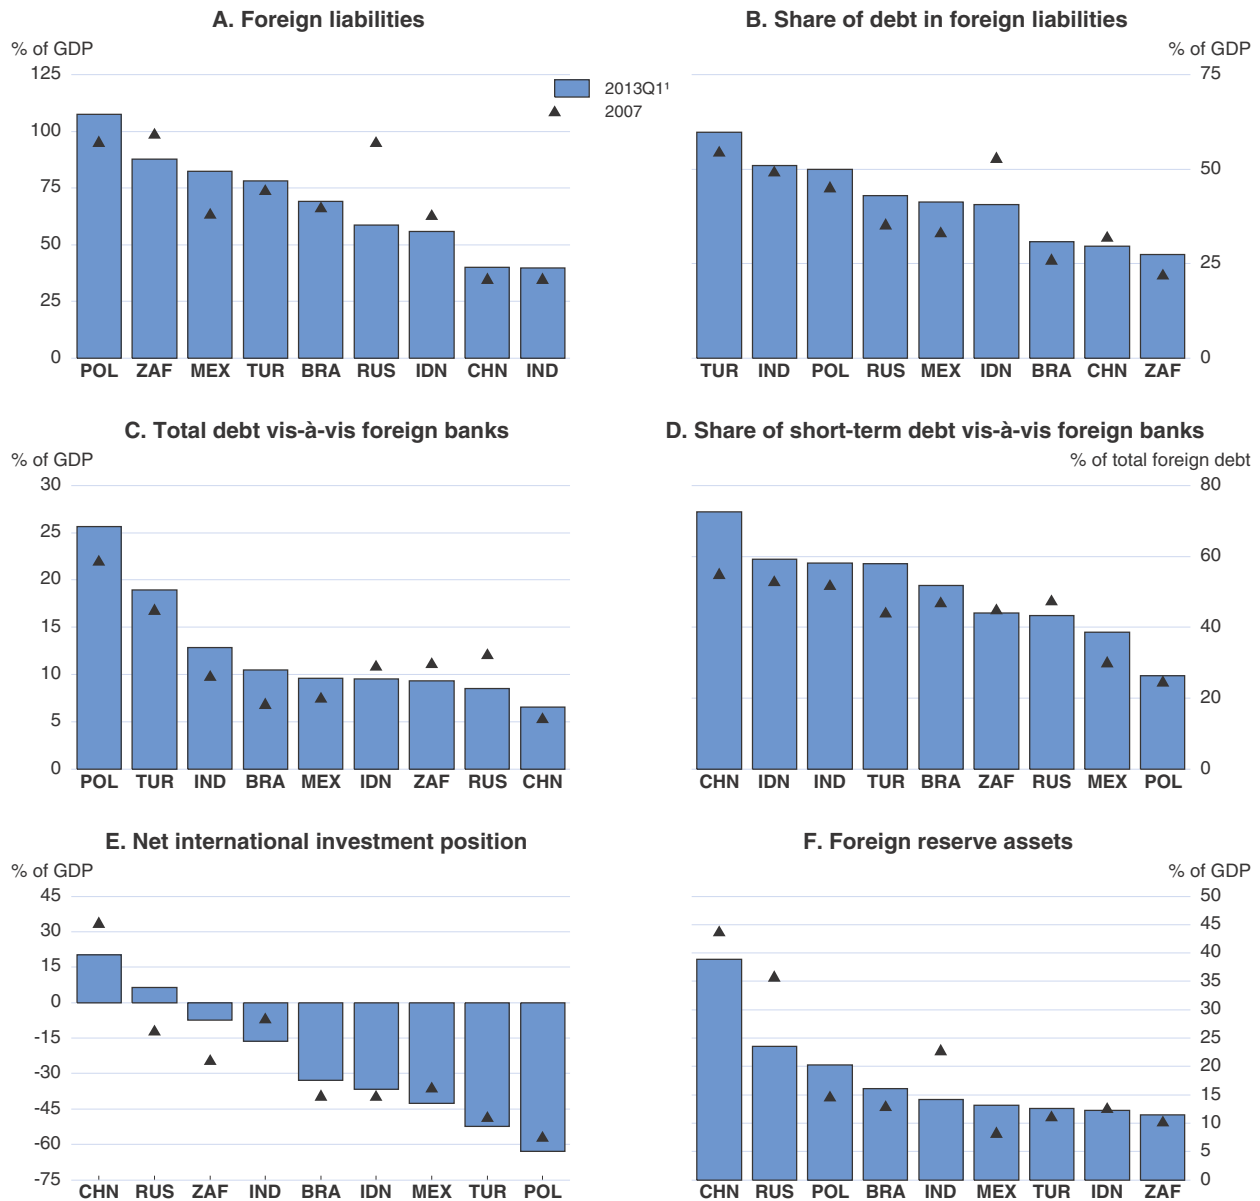 A. Foreign liabilities
% of GDP
125
100
75
50
25
0
2013Q1¹
2007
POL ZAF MEX TUR BRA RUS IDN CHN IND
B. Share of debt in foreign liabilities
% of GDP
75
50
25
0
TUR IND POL RUS MEX IDN BRA CHN ZAF
C. Total debt vis-à-vis foreign banks
% of GDP
30
25
20
15
10
5
0
POL TUR IND BRA MEX IDN ZAF RUS CHN
D. Share of short-term debt vis-à-vis foreign banks
% of total foreign debt
80
60
40
20
0
CHN IDN IND TUR BRA ZAF RUS MEX POL
E. Net international investment position
% of GDP
45
30
15
0
-15
-30
-45
-60
-75
CHN RUS ZAF IND BRA IDN MEX TUR POL
F. Foreign reserve assets
% of GDP
50
45
40
35
30
25
20
15
10
5
0
CHN RUS POL BRA IND MEX TUR IDN ZAF